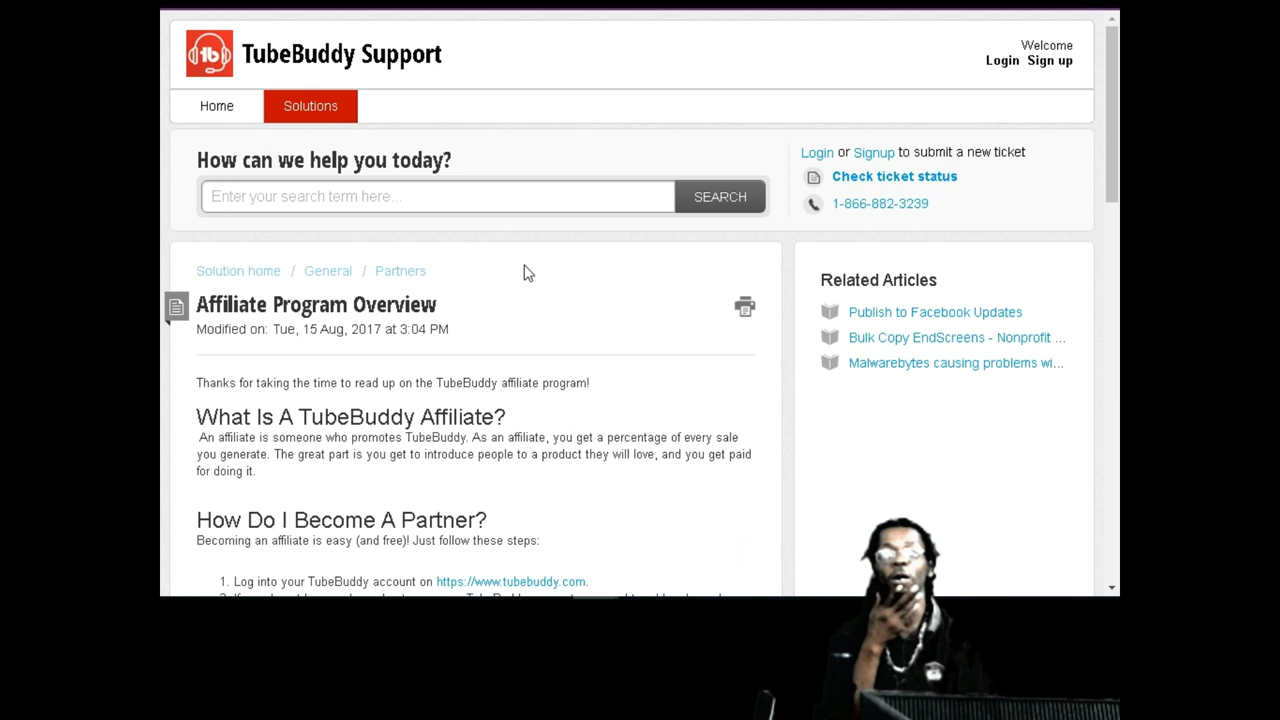 1b TubeBuddy Support
Welcome
Login Sign up
Home Solutions
How can we help you today?
Enter your search term here...
SEARCH
Login or Signup to submit a new ticket
Check ticket status
1-866-882-3239
Solution home / General / Partners
Affiliate Program Overview
Modified on: Tue, 15 Aug, 2017 at 3:04 PM
Thanks for taking the time to read up on the TubeBuddy affiliate program!
What Is A TubeBuddy Affiliate?
An affiliate is someone who promotes TubeBuddy. As an affiliate, you get a percentage of every sale
you generate. The great part is you get to introduce people to a product they will love, and you get paid
for doing it.
How Do I Become A Partner?
Becoming an affiliate is easy (and free)! Just follow these steps:
1. Log into your TubeBuddy account on https://www.tubebuddy.com.
Related Articles
Publish to Facebook Updates
Bulk Copy EndScreens - Nonprofit ...
Malwarebytes causing problems wi...